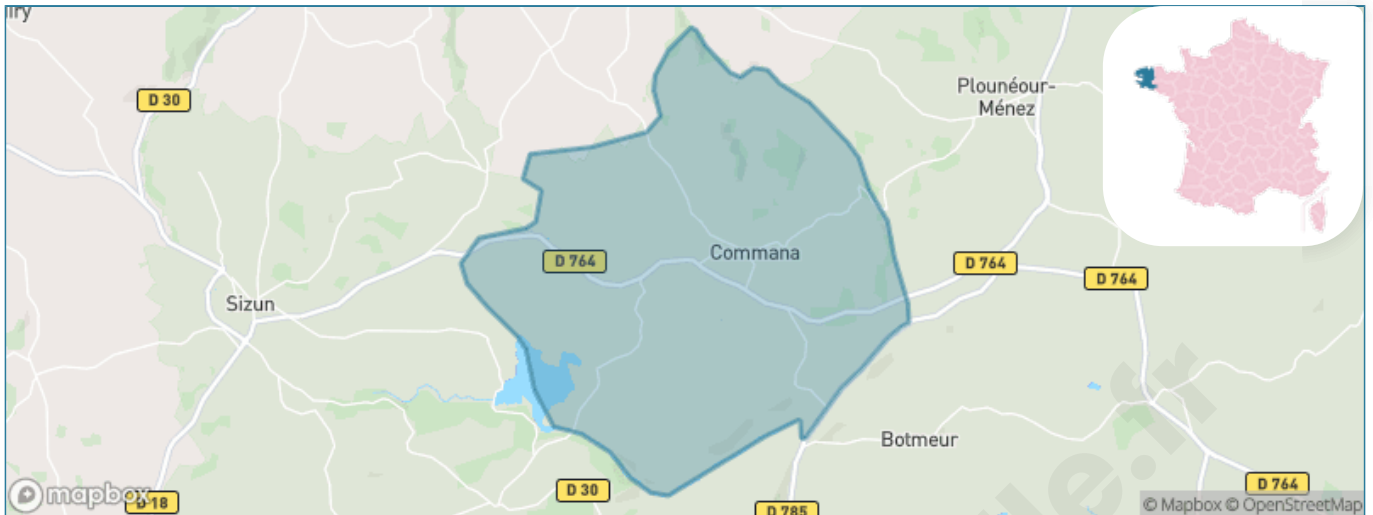 D 30
Plounéour-
Ménez
Commana
D 764
D 764
D 764
Sizun
Botmeur
D 30
D 764
mapbox
D 18
D 785
© Mapbox © OpenStreetMap